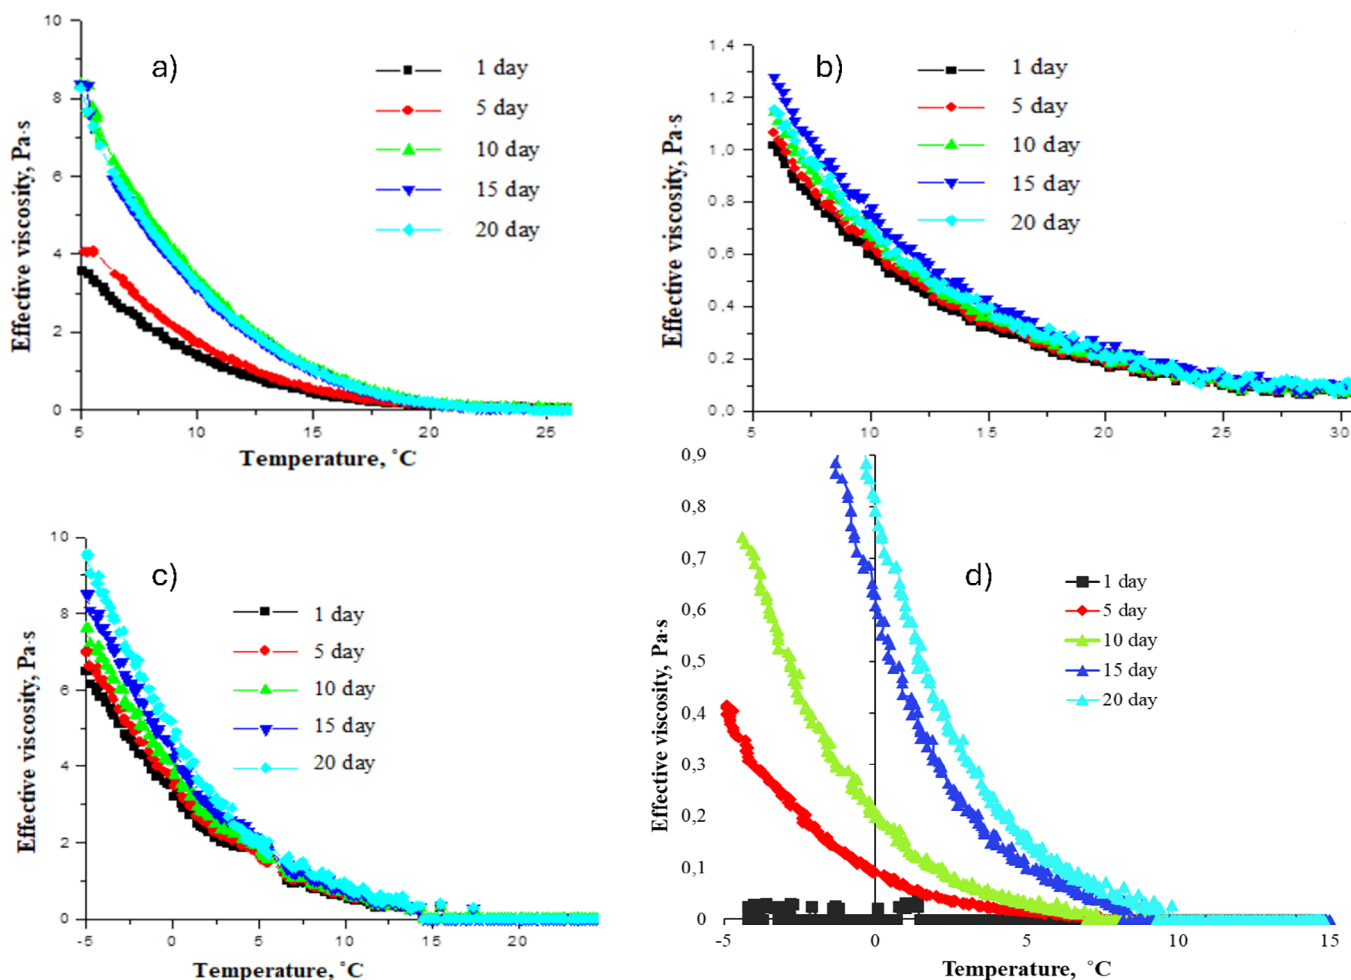 a)
10
8
6
4
2
0
Effective viscosity, Pa·s
1 day
5 day
10 day
15 day
20 day
5
10
15
20
25
Temperature, °C
b)
1,4
1,2
1,0
0,8
0,6
0,4
0,2
0,0
Effective viscosity, Pa·s
1 day
5 day
10 day
15 day
20 day
5
10
15
20
25
30
c)
10
8
6
4
2
0
Effective viscosity, Pa·s
1 day
5 day
10 day
15 day
20 day
-5
0
5
10
15
20
Temperature, °C
d)
0,9
0,8
0,7
0,6
0,5
0,4
0,3
0,2
0,1
0
Effective viscosity, Pa·s
1 day
5 day
10 day
15 day
20 day
-5
0
5
10
15
Temperature, °C